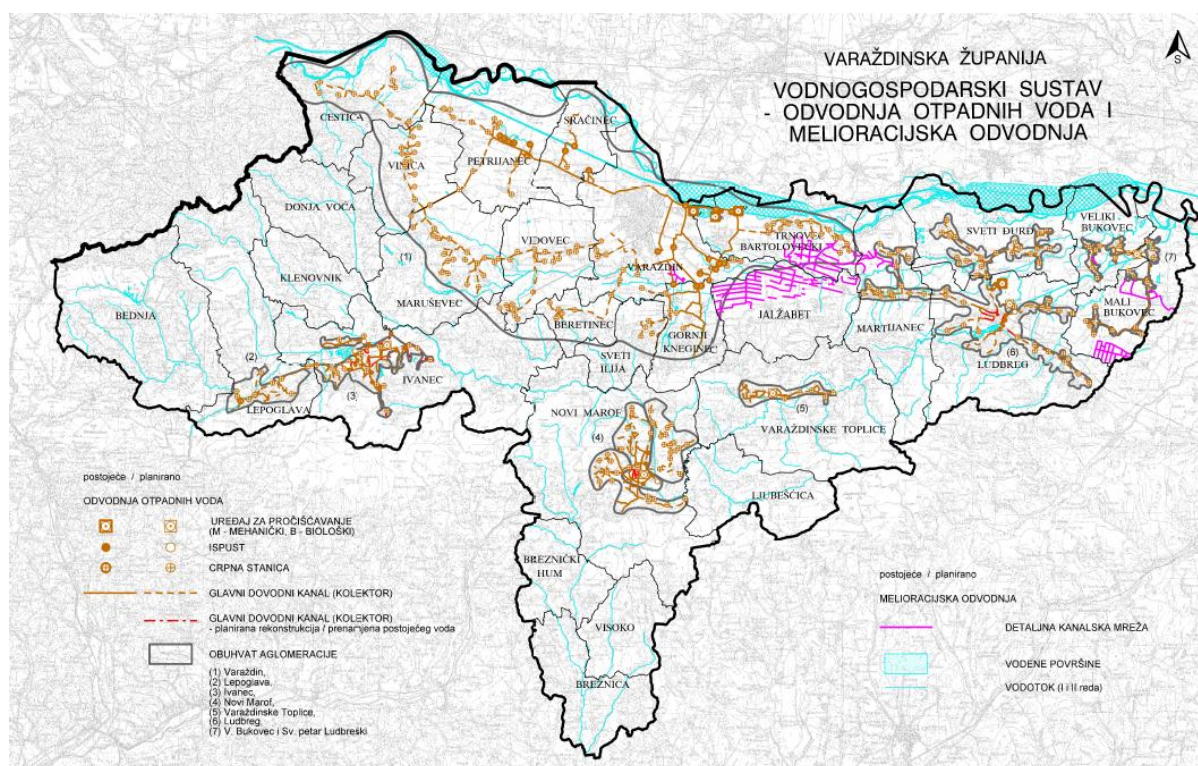 VARAŽDINSKA ŽUPANIJA
VODNOGOSPODARSKI SUSTAV
- ODVODNJA OTPADNIH VODA I
MELIORACIJSKA ODVODNJA
S
CESTICA
SRAČINEC
VINICA
PETRIJANEC
DONJA VOĆA
VIDOVEC
TRNOVEC
BARTOLOVEČKI
SVETI ĐURĐ
VELIKI
BUKOVEC
(1)
KLENOVNIK
VARAŽDIN
(7)
BEDNJA
MARUŠEVEC
BERETINEC
JALŽABET
MALI
BUKOVEC
GORNJI
KNEGINEC
MARTIJANEC
(2)
SVETI
ILIJA
(6)
LUDBREG
IVANEC
(3)
LEPOGLAVA
NOVI MAROF
(5)
(4)
VARAŽDINSKE TOPLICE
M
LJUBEŠĆICA
BREZNIČKI
HUM
VISOKO
BREZNICA
postojeće / planirano
ODVODNJA OTPADNIH VODA
UREĐAJ ZA PROČIŠĆAVANJE
(M - MEHANIČKI, B - BIOLOŠKI)
ISPUST
CRPNA STANICA
GLAVNI DOVODNI KANAL (KOLEKTOR)
GLAVNI DOVODNI KANAL (KOLEKTOR)
- planirana rekonstrukcija / prenamjena postojećeg voda
OBUHVAT AGLOMERACIJE
(1) Varaždin,
(2) Lepoglava,
(3) Ivanec,
(4) Novi Marof,
(5) Varaždinske Toplice,
(6) Ludbreg,
(7) V. Bukovec i Sv. petar Ludbreški
postojeće / planirano
MELIORACIJSKA ODVODNJA
DETALJNA KANALSKA MREŽA
VODENE POVRŠINE
VODOTOK (I i II reda)